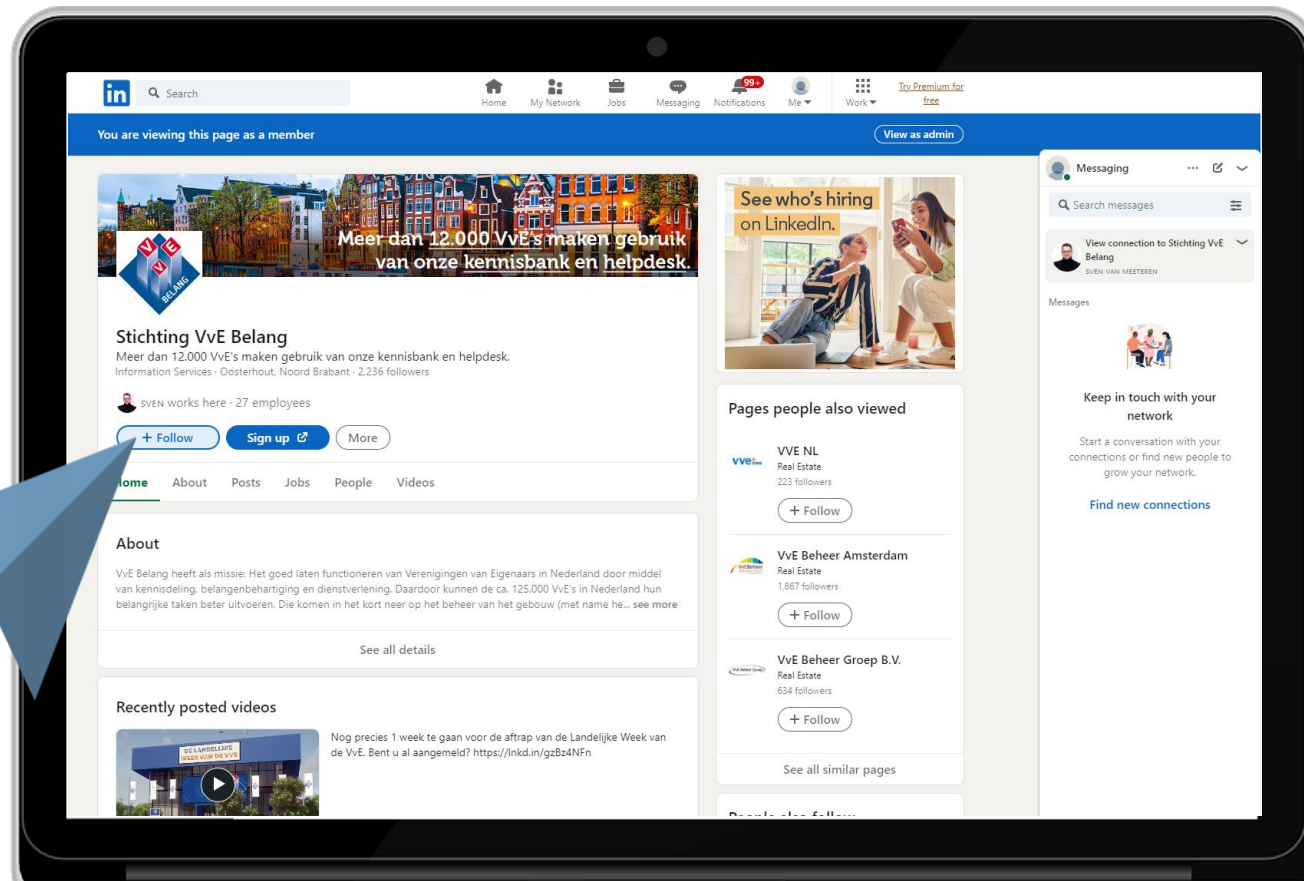 in
Search
Home
My Network
Jobs
Messaging
99+
Notifications
Me
Work
Try Premium for
free
You are viewing this page as a member
View as admin
Meer dan 12.000 VvE's maken gebruik
van onze kennisbank en helpdesk.
V V E
BELANG
Stichting VvE Belang
Meer dan 12.000 VvE's maken gebruik van onze kennisbank en helpdesk.
Information Services · Oosterhout, Noord Brabant · 2,236 followers
SVEN works here · 27 employees
+ Follow
Sign up
More
Home
About
Posts
Jobs
People
Videos
About
VvE Belang heeft als missie: Het goed laten functioneren van Verenigingen van Eigenaars in Nederland door middel
van kennisdeling, belangenbehartiging en dienstverlening. Daardoor kunnen de ca. 125.000 VvE's in Nederland hun
belangrijke taken beter uitvoeren. Die komen in het kort neer op het beheer van het gebouw (met name he... see more
See all details
Recently posted videos
DE LANDELIJKE
WEEK VAN DE VVE
Nog precies 1 week te gaan voor de aftrap van de Landelijke Week van
de VvE. Bent u al aangemeld? https://lnkd.in/gzBz4NFn
See who's hiring
on LinkedIn.
Pages people also viewed
vve
VVE NL
Real Estate
223 followers
+ Follow
VvE Beheer Amsterdam
Real Estate
1,867 followers
+ Follow
VvE Beheer Groep B.V.
Real Estate
634 followers
+ Follow
See all similar pages
People also follow
Messaging
Search messages
View connection to Stichting VvE
Belang
SVEN VAN MEETEREN
Messages
Keep in touch with your
network
Start a conversation with your
connections or find new people to
grow your network.
Find new connections